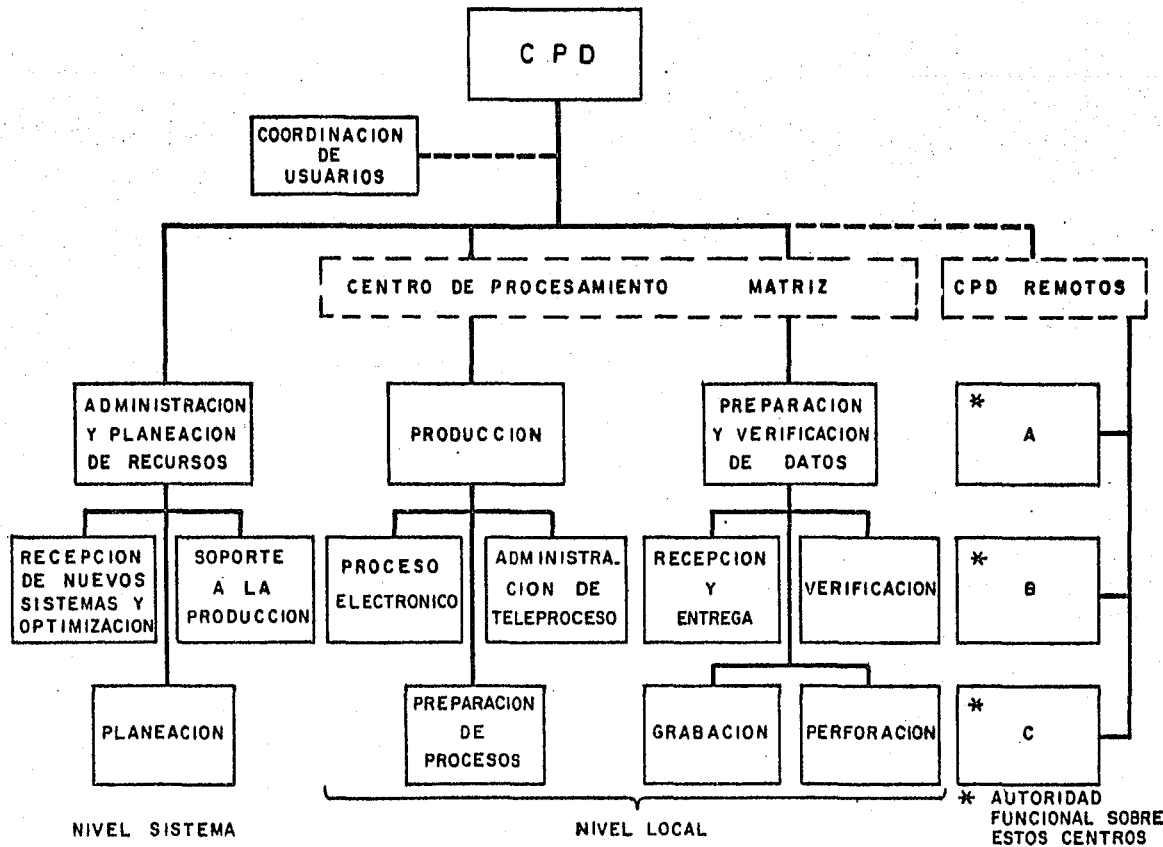 C P D
COORDINACION
DE
USUARIOS
CENTRO DE PROCESAMIENTO MATRIZ
CPD REMOTOS
ADMINISTRACION
Y PLANEACION
DE RECURSOS
PRODUCCION
PREPARACION
Y VERIFICACION
DE DATOS
* A
RECEPCION
DE NUEVOS
SISTEMAS Y
OPTIMIZACION
SOPORTE
A LA
PRODUCCION
PROCESO
ELECTRONICO
ADMINISTRA-
CION DE
TELEPROCESO
RECEPCION
Y
ENTREGA
VERIFICACION
* B
PLANEACION
PREPARACION
DE
PROCESOS
GRABACION
PERFORACION
* C
NIVEL SISTEMA
NIVEL LOCAL
* AUTORIDAD
FUNCIONAL SOBRE
ESTOS CENTROS